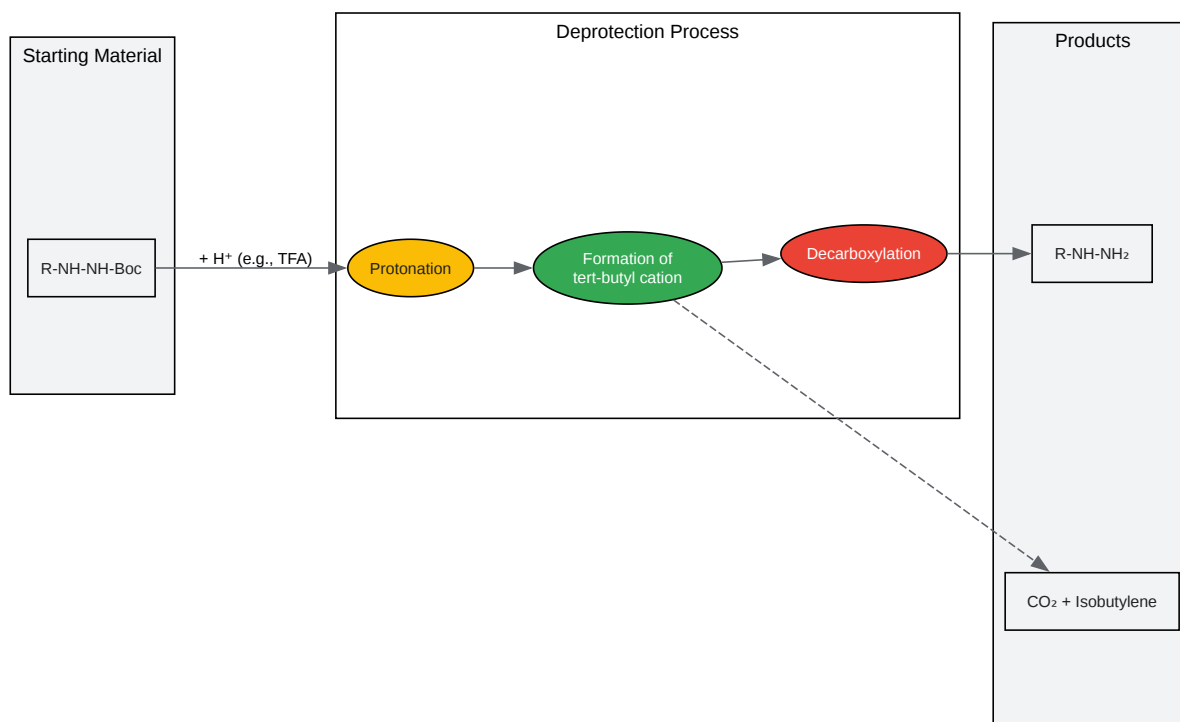 Starting Material
Deprotection Process
Products
R-NH-NH-Boc
+ H⁺ (e.g., TFA)
Protonation
Formation of
tert-butyl cation
Decarboxylation
R-NH-NH₂
CO₂ + Isobutylene